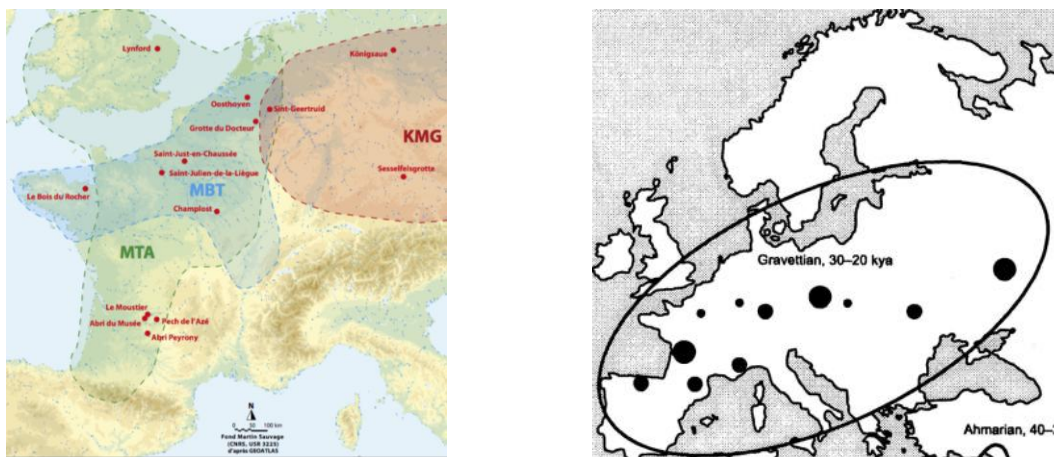 Lynford
Königsaue
Oosthoven
Sint-Geertruid
Grotte du Docteur
KMG
Saint-Just-en-Chaussée
Sesselfelsgrotte
Saint-Julien-de-la-Liègue
MBT
Le Bois du Rocher
Champlost
MTA
Le Moustier
Abri du Musée
Pech de l'Azé
Abri Peyrony
N
0 50 100 km
Fond Martin Sauvage
(CNRS, USR 3225)
d'après GEOATLAS
Gravettian, 30–20 kya
Ahmarian, 40–3